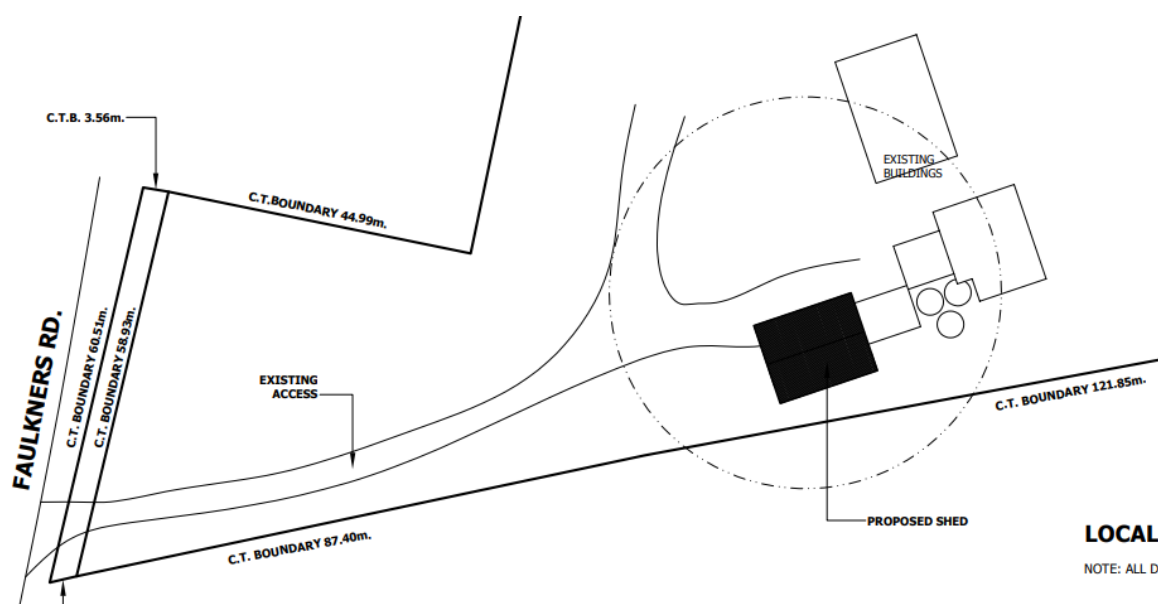 C.T.B. 3.56m.
C.T.BOUNDARY 44.99m.
EXISTING
BUILDINGS
FAULKNERS RD.
C.T. BOUNDARY 60.51m.
C.T. BOUNDARY 58.93m.
EXISTING
ACCESS
C.T. BOUNDARY 121.85m.
C.T. BOUNDARY 87.40m.
PROPOSED SHED
LOCAL
NOTE: ALL D